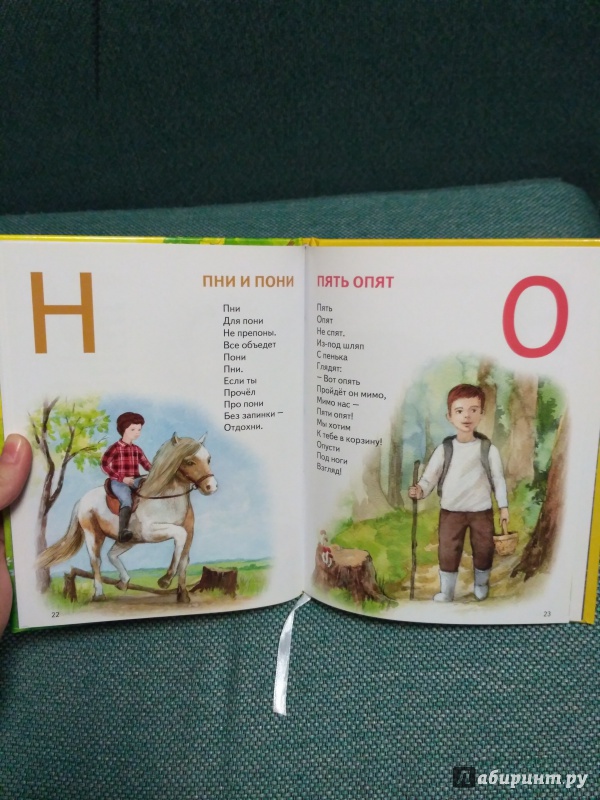 Н
ПНИ И ПОНИ
Пни
Для пони
Не препоны.
Все объедет
Пони
Пни.
Если ты
Прочёл
Про пони
Без запинки –
Отдохни.
22
ПЯТЬ ОПЯТ
О
Пять
Опят
Не спят,
Из-под шляп
С пенька
Глядят:
– Вот опять
Пройдёт он мимо,
Мимо нас –
Пяти опят!
Мы хотим
К тебе в корзину!
Опусти
Под ноги
Взгляд!
23
Лабиринт.ру